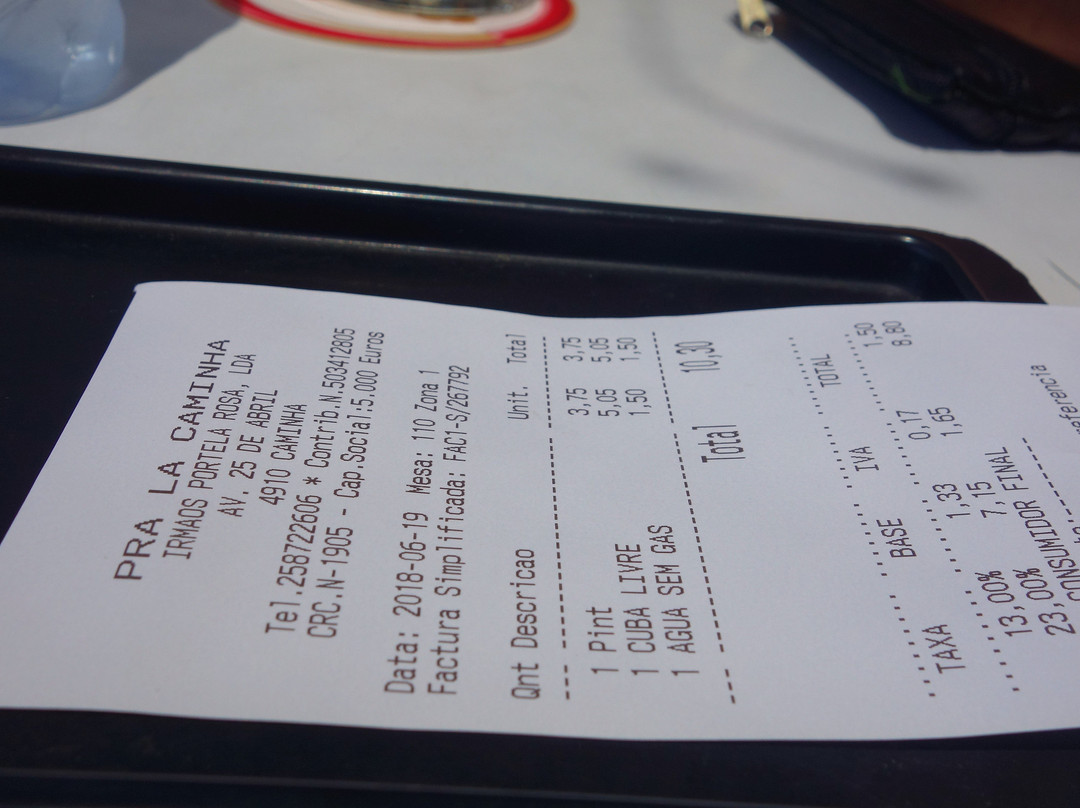 PRA LA CAMINHA
IRMAOS PORTELA ROSA, LDA
AV. 25 DE ABRIL
4910 CAMINHA
Tel.258722606 * Contrib.N.503412805
CRC.N-1905 - Cap.Social:5.000 Euros
Data: 2018-06-19 Mesa: 110 Zona 1
Factura Simplificada: FAC1-S/267792
Qnt Descricao Unit. Total
1 Pint 3,75 3,75
1 CUBA LIVRE 5,05 5,05
1 AGUA SEM GAS 1,50 1,50
Total 10,30
TAXA BASE IVA TOTAL
13,00% 1,33 0,17 1,50
23,00% 7,15 1,65 8,80
CONSUMIDOR FINAL